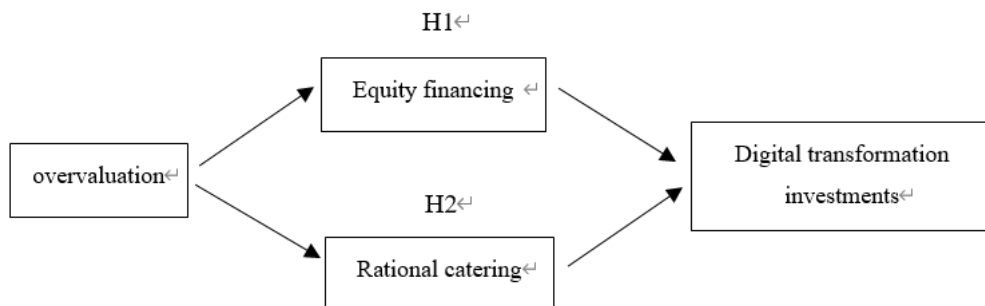 H1↵
Equity financing ↵
overvaluation↵
Digital transformation
investments↵
H2↵
Rational catering↵